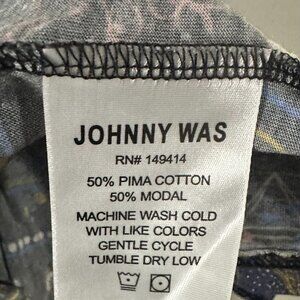 JOHNNY WAS
RN# 149414
50% PIMA COTTON
50% MODAL
MACHINE WASH COLD
WITH LIKE COLORS
GENTLE CYCLE
TUMBLE DRY LOW